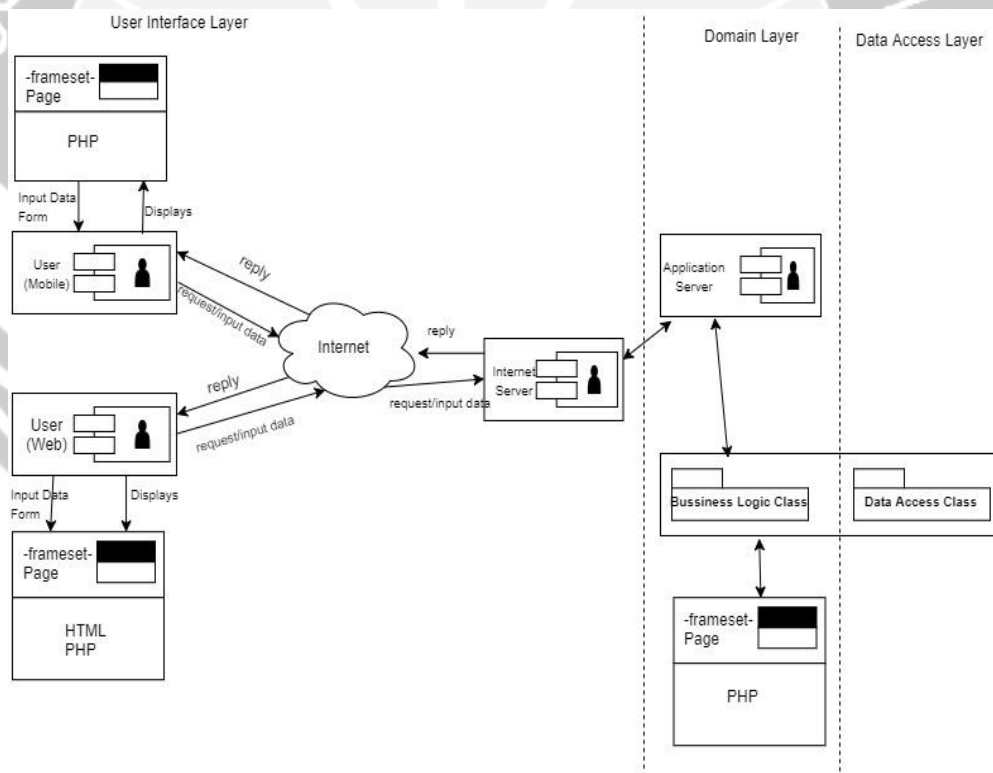 User Interface Layer
Domain Layer
Data Access Layer
-frameset-
Page
PHP
Input Data
Form
Displays
User
(Mobile)
reply
request/input data
Internet
reply
request/input data
User
(Web)
reply
request/input data
Internet
Server
Application
Server
Input Data
Form
Displays
-frameset-
Page
HTML
PHP
Bussiness Logic Class
Data Access Class
-frameset-
Page
PHP